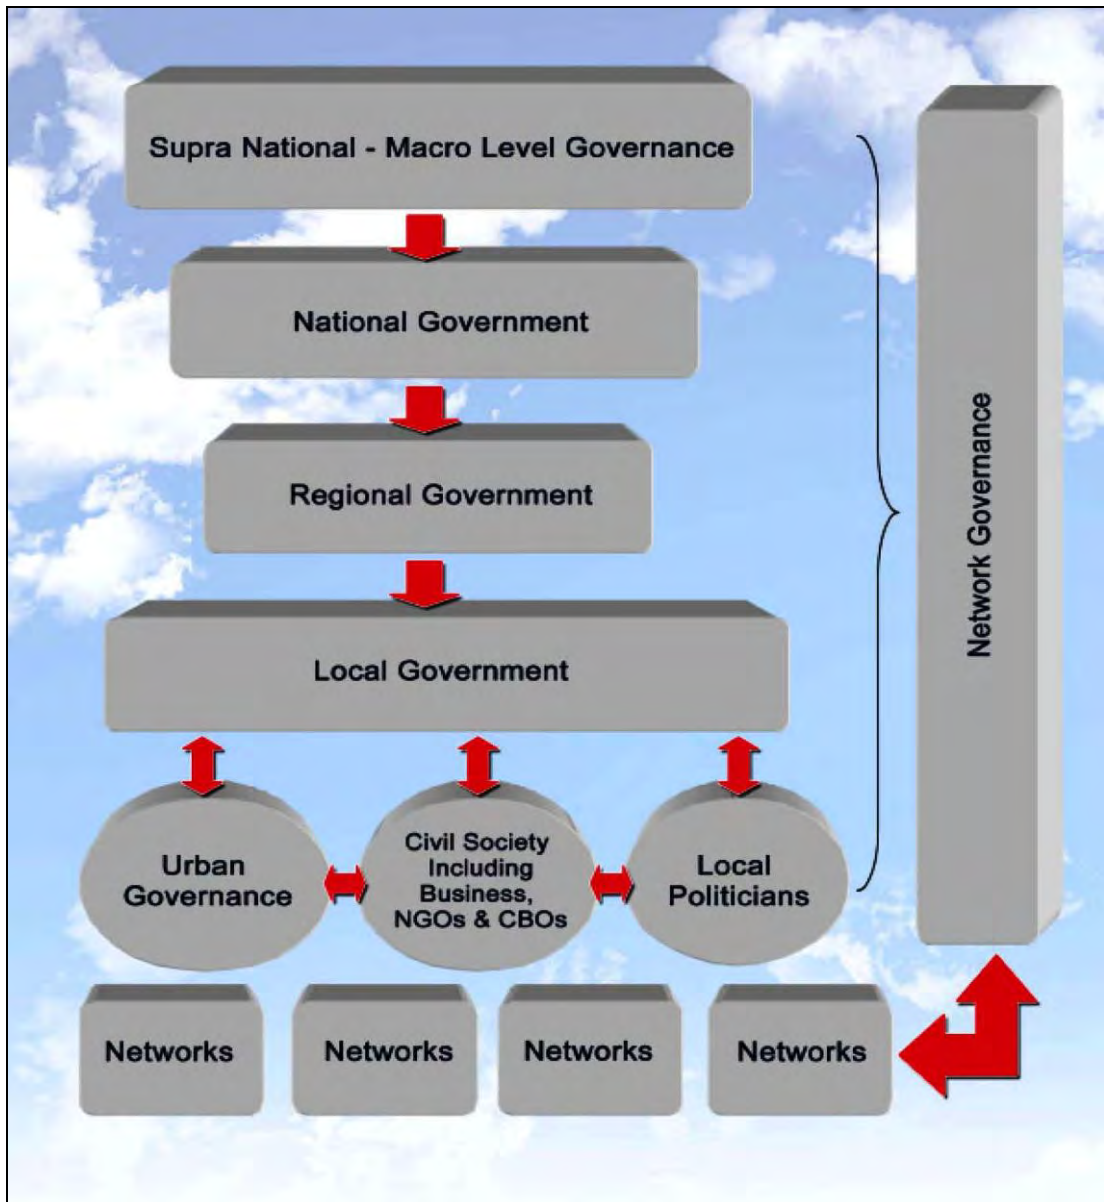 Supra National - Macro Level Governance
National Government
Regional Government
Local Government
Urban
Governance
Civil Society
Including
Business,
NGOs & CBOs
Local
Politicians
Networks
Networks
Networks
Networks
Network Governance